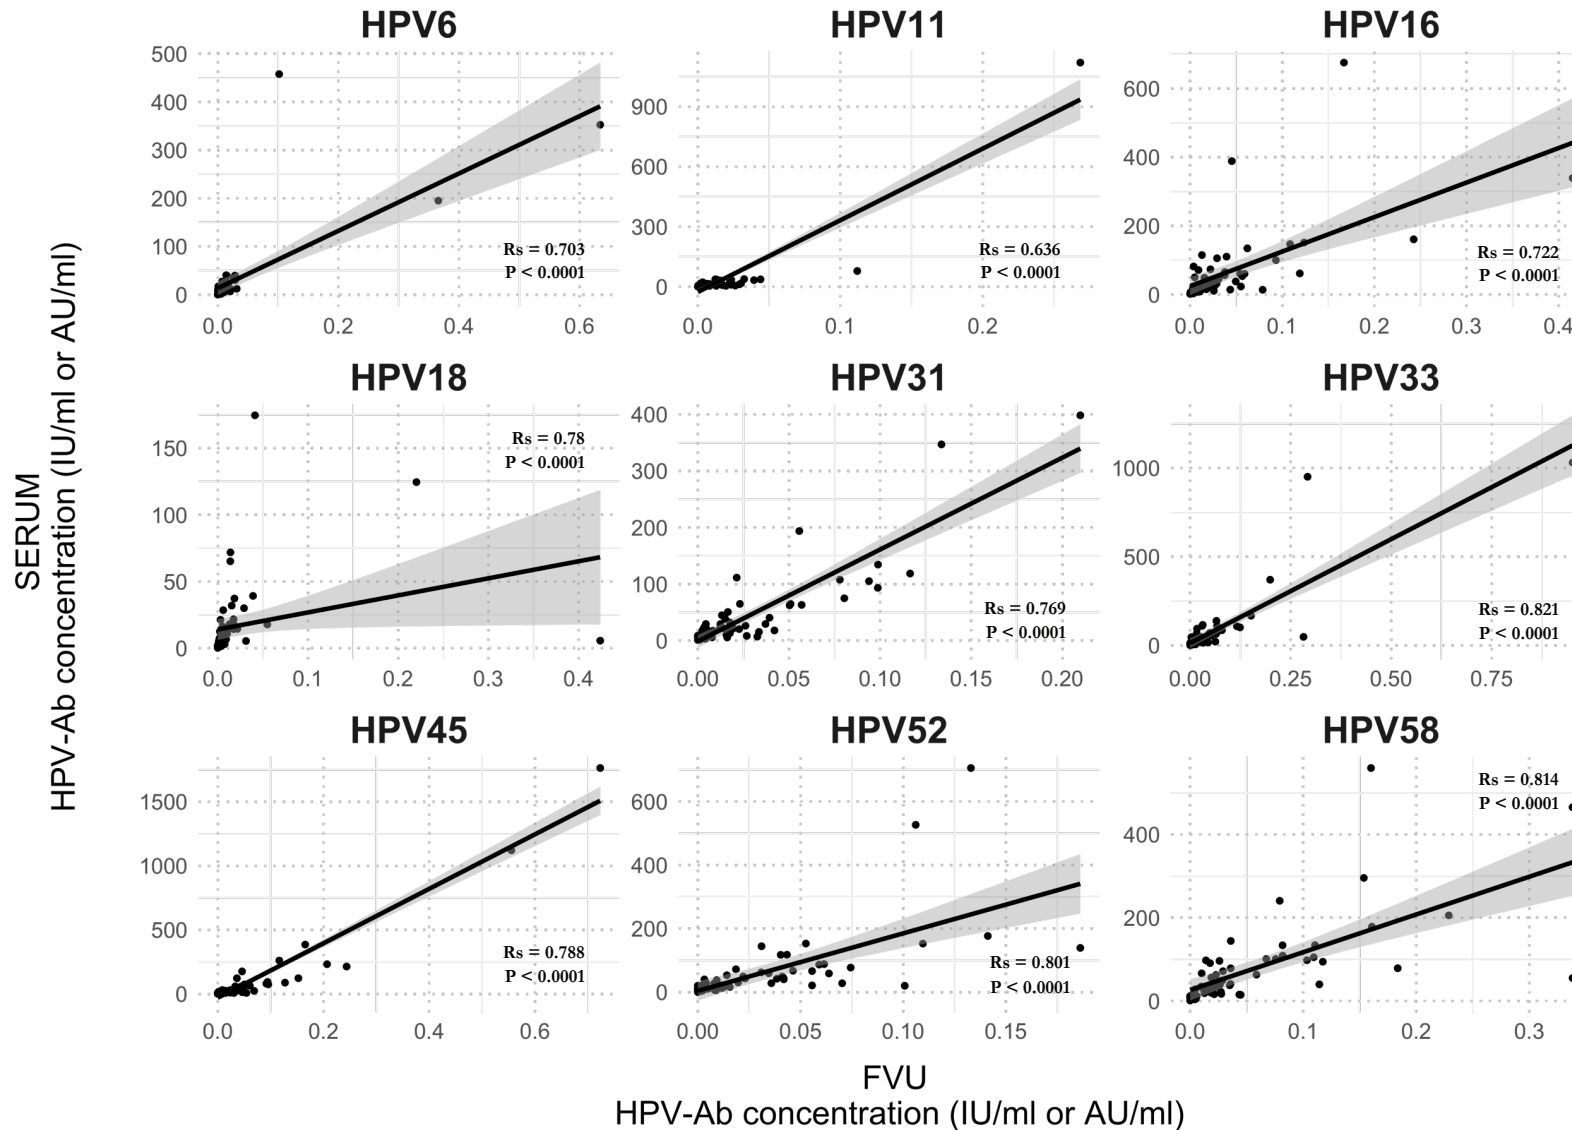 HPV6
HPV11
HPV16
500
400
300
200
100
0
Rs = 0.703
P < 0.0001
0.0
0.2
0.4
0.6
900
600
300
0
Rs = 0.636
P < 0.0001
0.0
0.1
0.2
600
400
200
0
Rs = 0.722
P < 0.0001
0.0
0.1
0.2
0.3
0.4
HPV18
HPV31
HPV33
150
100
50
0
Rs = 0.78
P < 0.0001
0.0
0.1
0.2
0.3
0.4
400
300
200
100
0
Rs = 0.769
P < 0.0001
0.00
0.05
0.10
0.15
0.20
1000
500
0
Rs = 0.821
P < 0.0001
0.00
0.25
0.50
0.75
HPV45
HPV52
HPV58
1500
1000
500
0
Rs = 0.788
P < 0.0001
0.0
0.2
0.4
0.6
600
400
200
0
Rs = 0.801
P < 0.0001
0.00
0.05
0.10
0.15
400
200
0
Rs = 0.814
P < 0.0001
0.0
0.1
0.2
0.3
SERUM
HPV-Ab concentration (IU/ml or AU/ml)
FVU
HPV-Ab concentration (IU/ml or AU/ml)